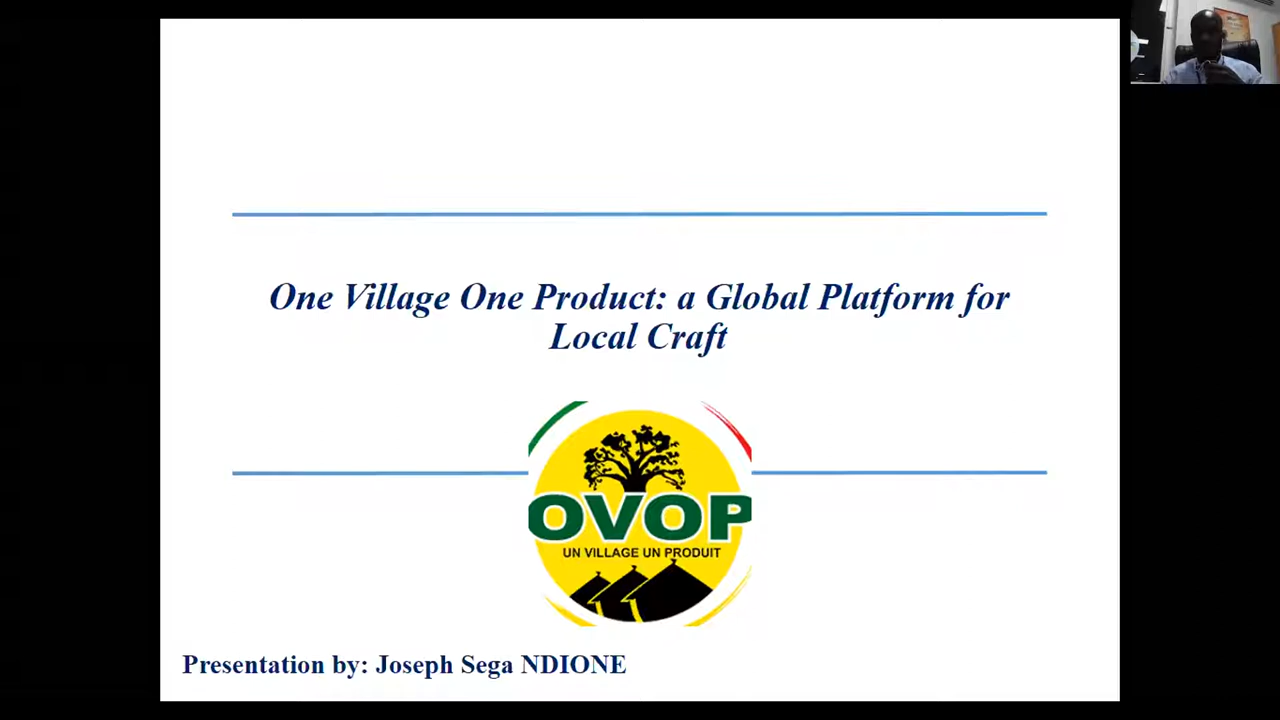 One Village One Product: a Global Platform for
Local Craft
OVOP
UN VILLAGE UN PRODUIT
Presentation by: Joseph Sega NDIONE